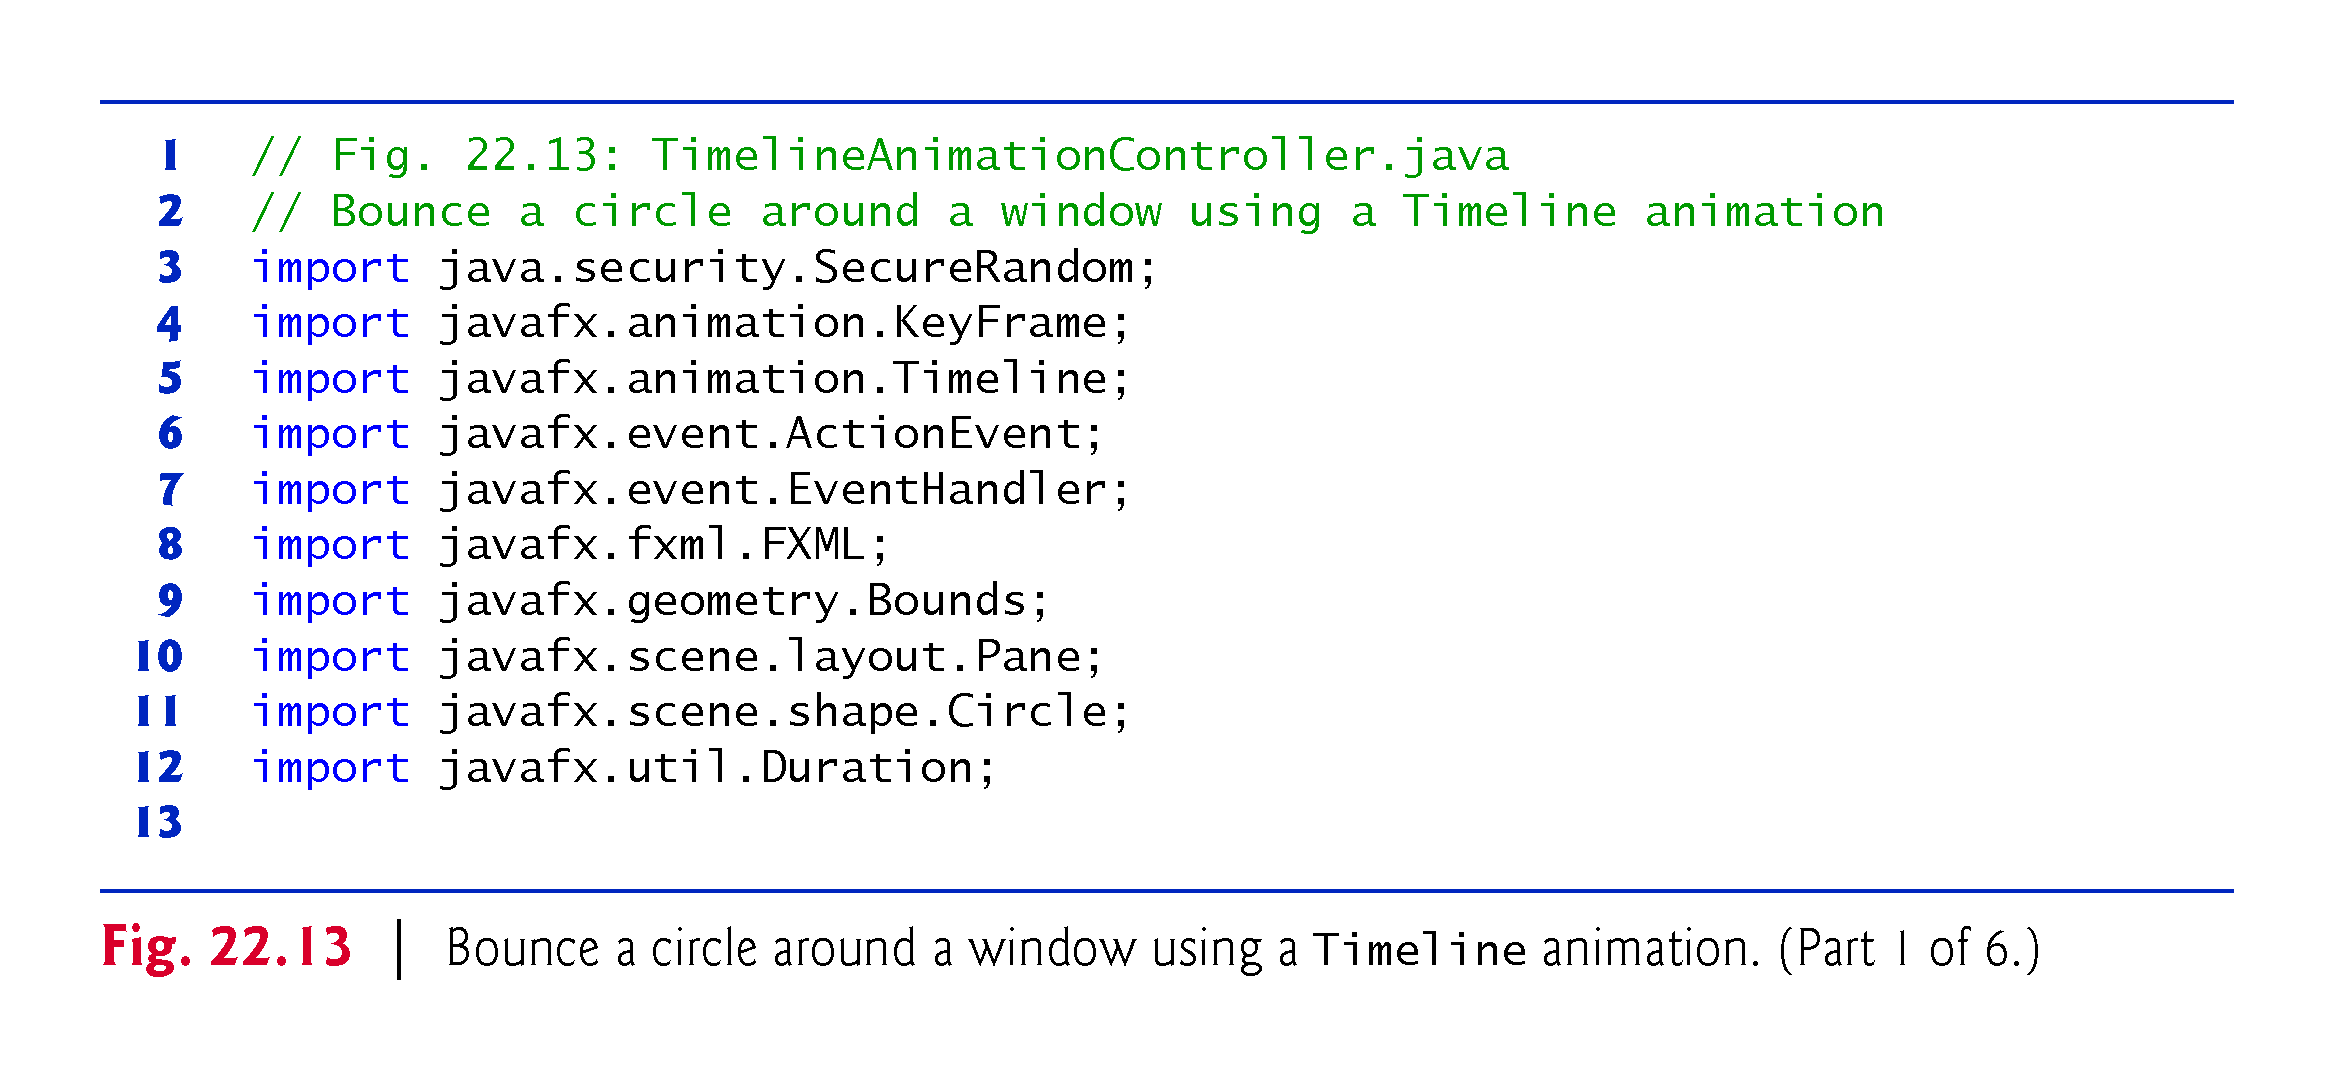 1 // Fig. 22.13: TimelineAnimationController.java
2 // Bounce a circle around a window using a Timeline animation
3 import java.security.SecureRandom;
4 import javafx.animation.KeyFrame;
5 import javafx.animation.Timeline;
6 import javafx.event.ActionEvent;
7 import javafx.event.EventHandler;
8 import javafx.fxml.FXML;
9 import javafx.geometry.Bounds;
10 import javafx.scene.layout.Pane;
11 import javafx.scene.shape.Circle;
12 import javafx.util.Duration;
13
Fig. 22.13 | Bounce a circle around a window using a Timeline animation. (Part 1 of 6.)